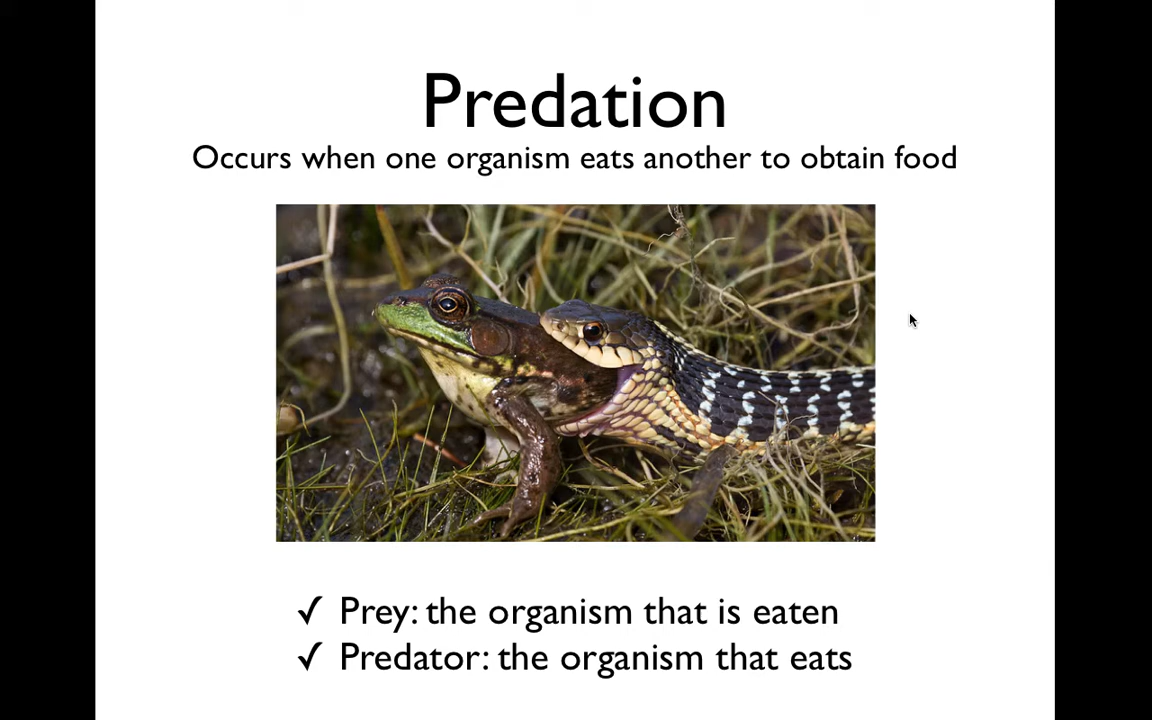 Predation
Occurs when one organism eats another to obtain food
✓ Prey: the organism that is eaten
✓ Predator: the organism that eats